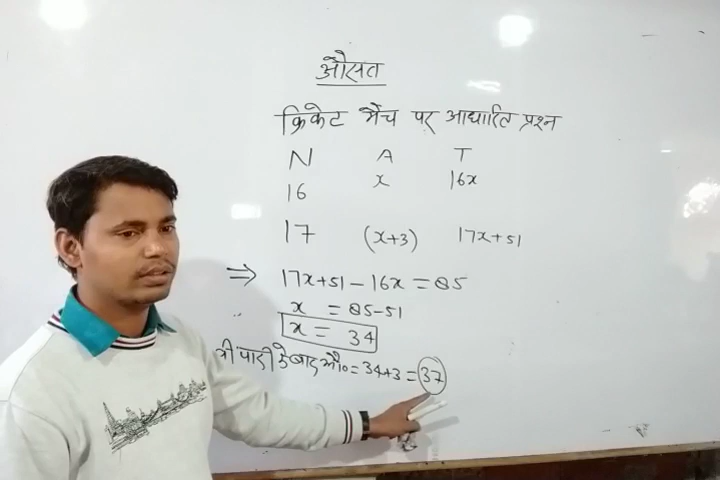 औसत
क्रिकेट मैच पर आधारित प्रश्न
N A T
16 x 16x
17 (x+3) 17x+51
⇒ 17x+51-16x=85
x = 85-51
x = 34
वी पारी के बाद औ०=34+3=37